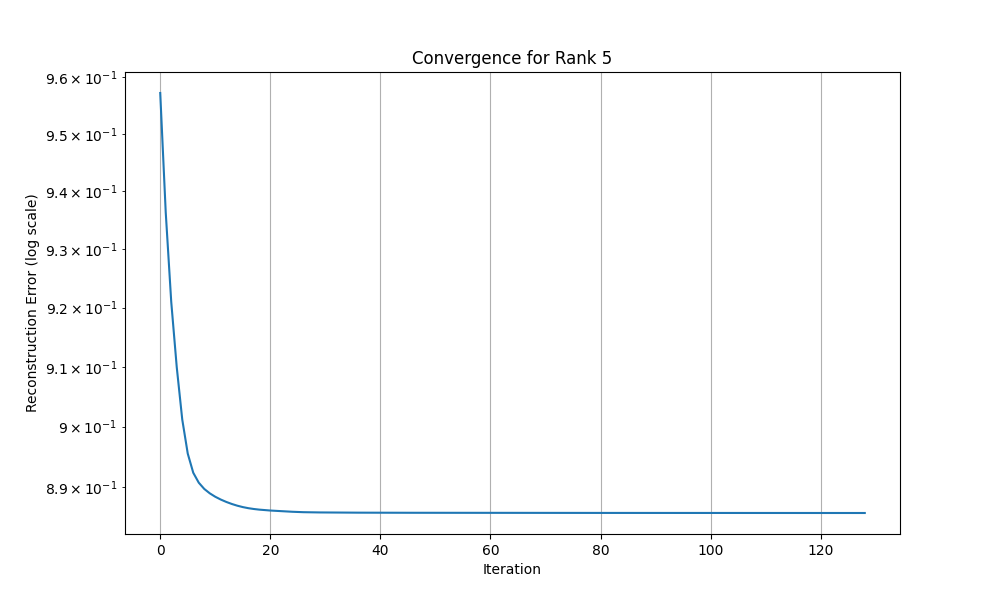 Convergence for Rank 5
Reconstruction Error (log scale)
9.6 × 10⁻¹
9.5 × 10⁻¹
9.4 × 10⁻¹
9.3 × 10⁻¹
9.2 × 10⁻¹
9.1 × 10⁻¹
9 × 10⁻¹
8.9 × 10⁻¹
0 20 40 60 80 100 120
Iteration